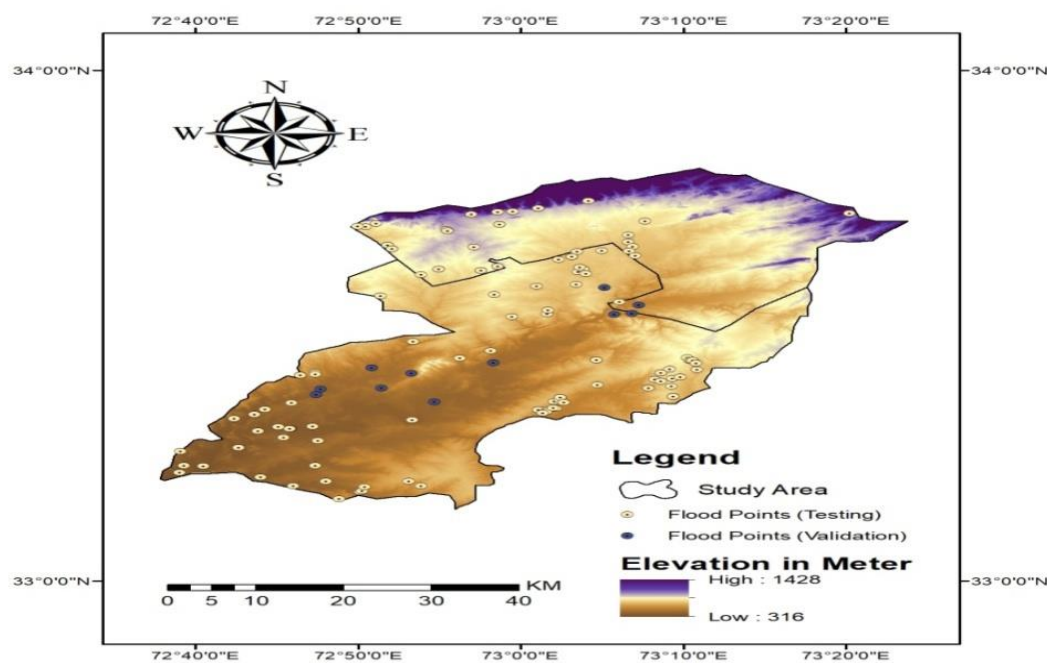 72°40'0"E 72°50'0"E 73°0'0"E 73°10'0"E 73°20'0"E
34°0'0"N 34°0'0"N
N
W E
S
Legend
Study Area
Flood Points (Testing)
Flood Points (Validation)
Elevation in Meter
High : 1428
Low : 316
33°0'0"N 33°0'0"N
KM
0 5 10 20 30 40
72°40'0"E 72°50'0"E 73°0'0"E 73°10'0"E 73°20'0"E